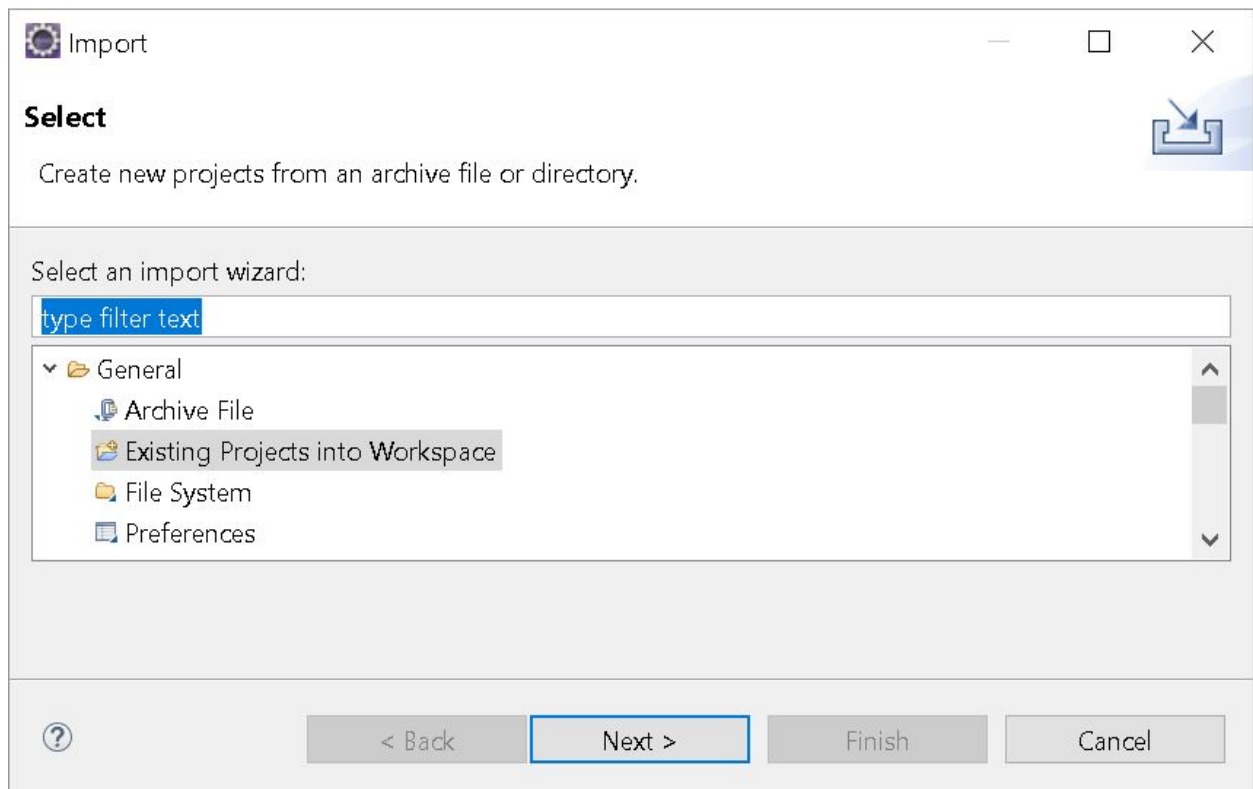 Import
Select
Create new projects from an archive file or directory.
Select an import wizard:
type filter text
General
Archive File
Existing Projects into Workspace
File System
Preferences
?
< Back Next > Finish Cancel